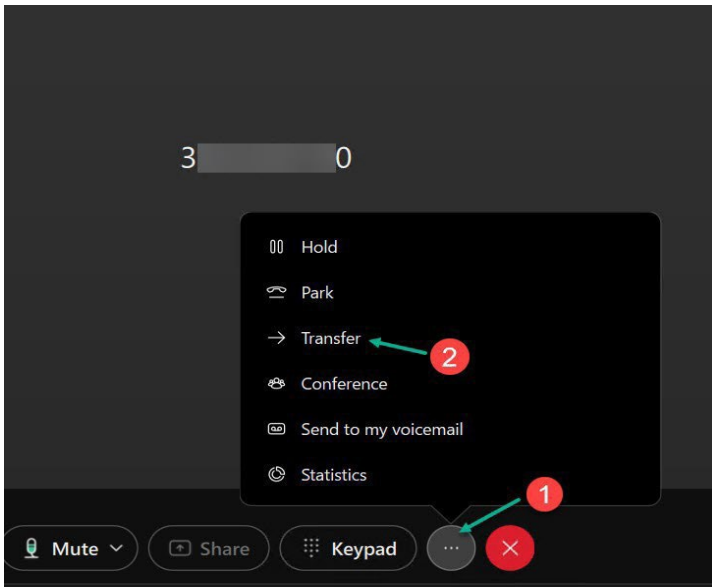 3 0
Hold
Park
Transfer
2
Conference
Send to my voicemail
Statistics
1
Mute Share Keypad ...